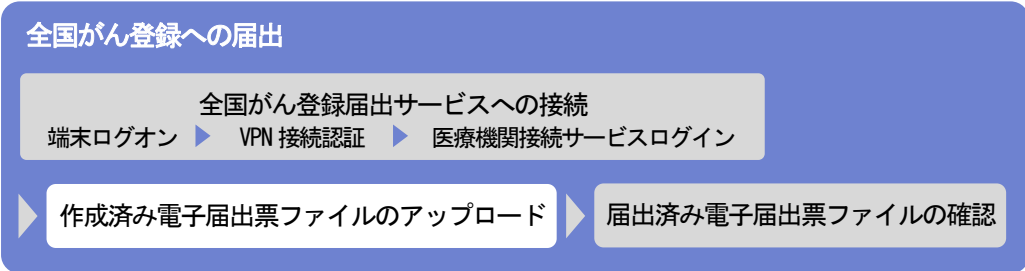 全国がん登録への届出
全国がん登録届出サービスへの接続
端末ログオン VPN 接続認証 医療機関接続サービスログイン
作成済み電子届出票ファイルのアップロード 届出済み電子届出票ファイルの確認